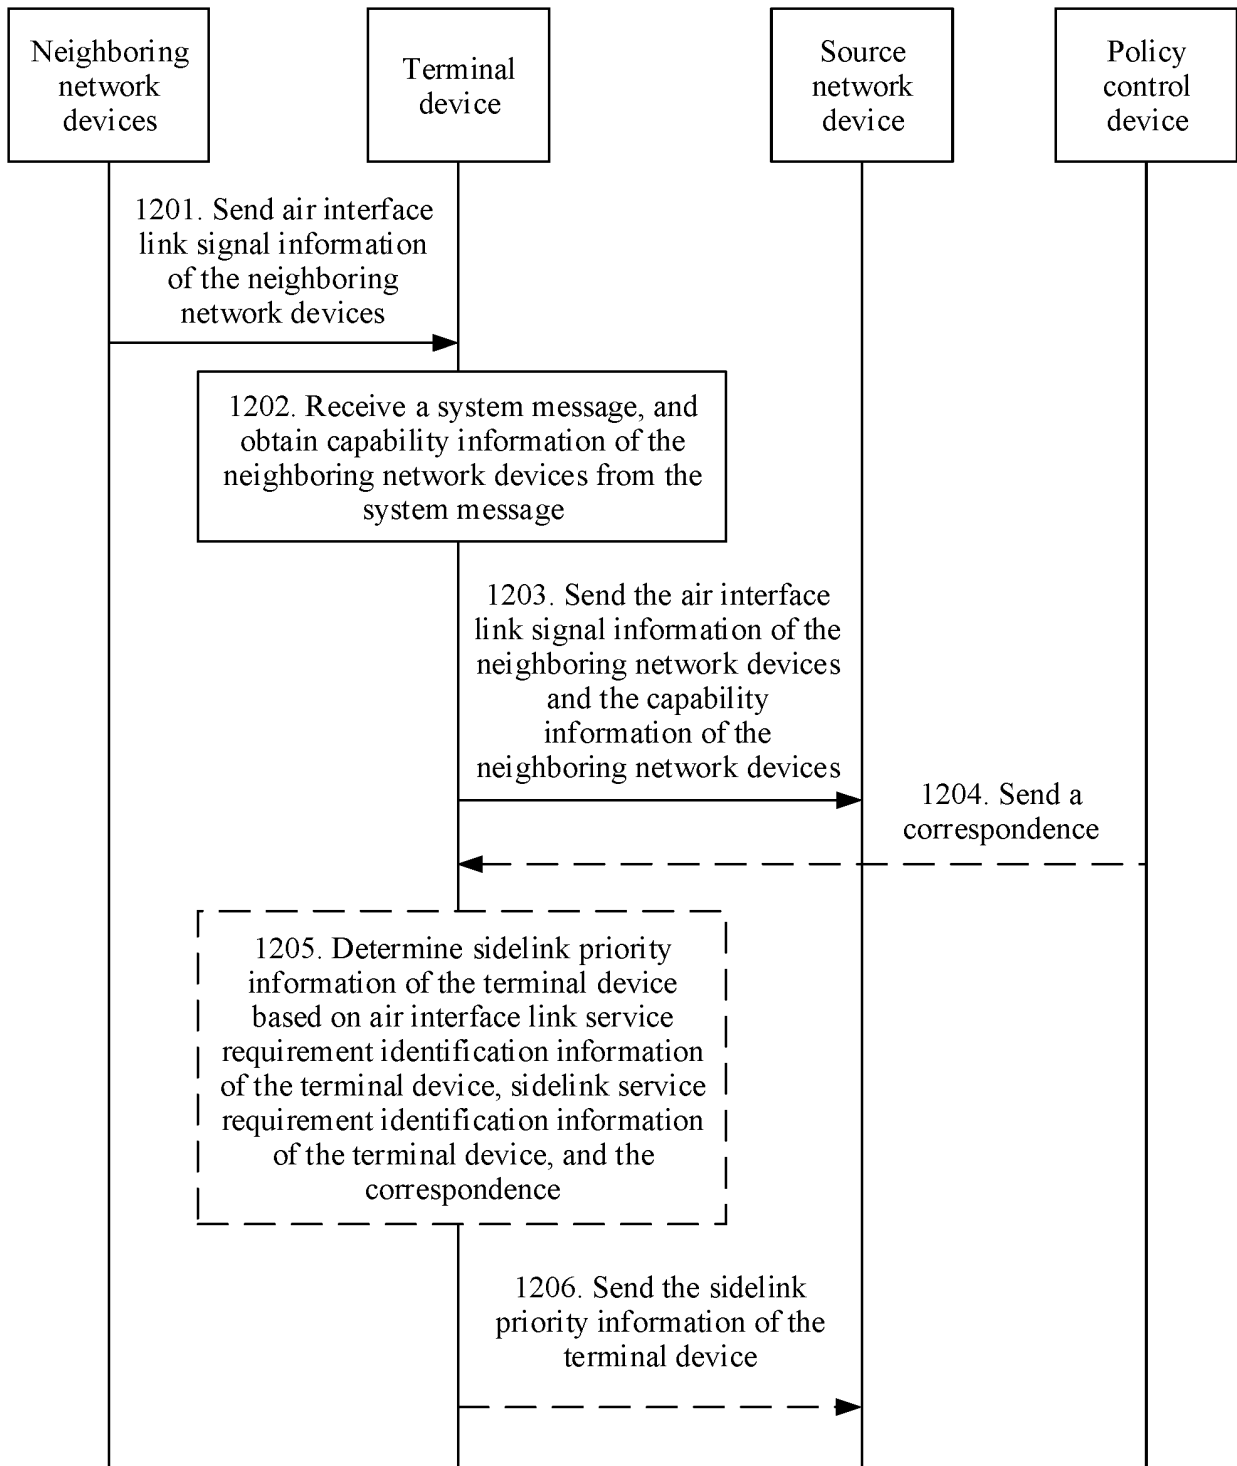 Neighboring
network
devices
Terminal
device
Source
network
device
Policy
control
device
1201. Send air interface
link signal information
of the neighboring
network devices
1202. Receive a system message, and
obtain capability information of the
neighboring network devices from the
system message
1203. Send the air interface
link signal information of the
neighboring network devices
and the capability
information of the
neighboring network devices
1204. Send a
correspondence
1205. Determine sidelink priority
information of the terminal device
based on air interface link service
requirement identification information
of the terminal device, sidelink service
requirement identification information
of the terminal device, and the
correspondence
1206. Send the sidelink
priority information of the
terminal device